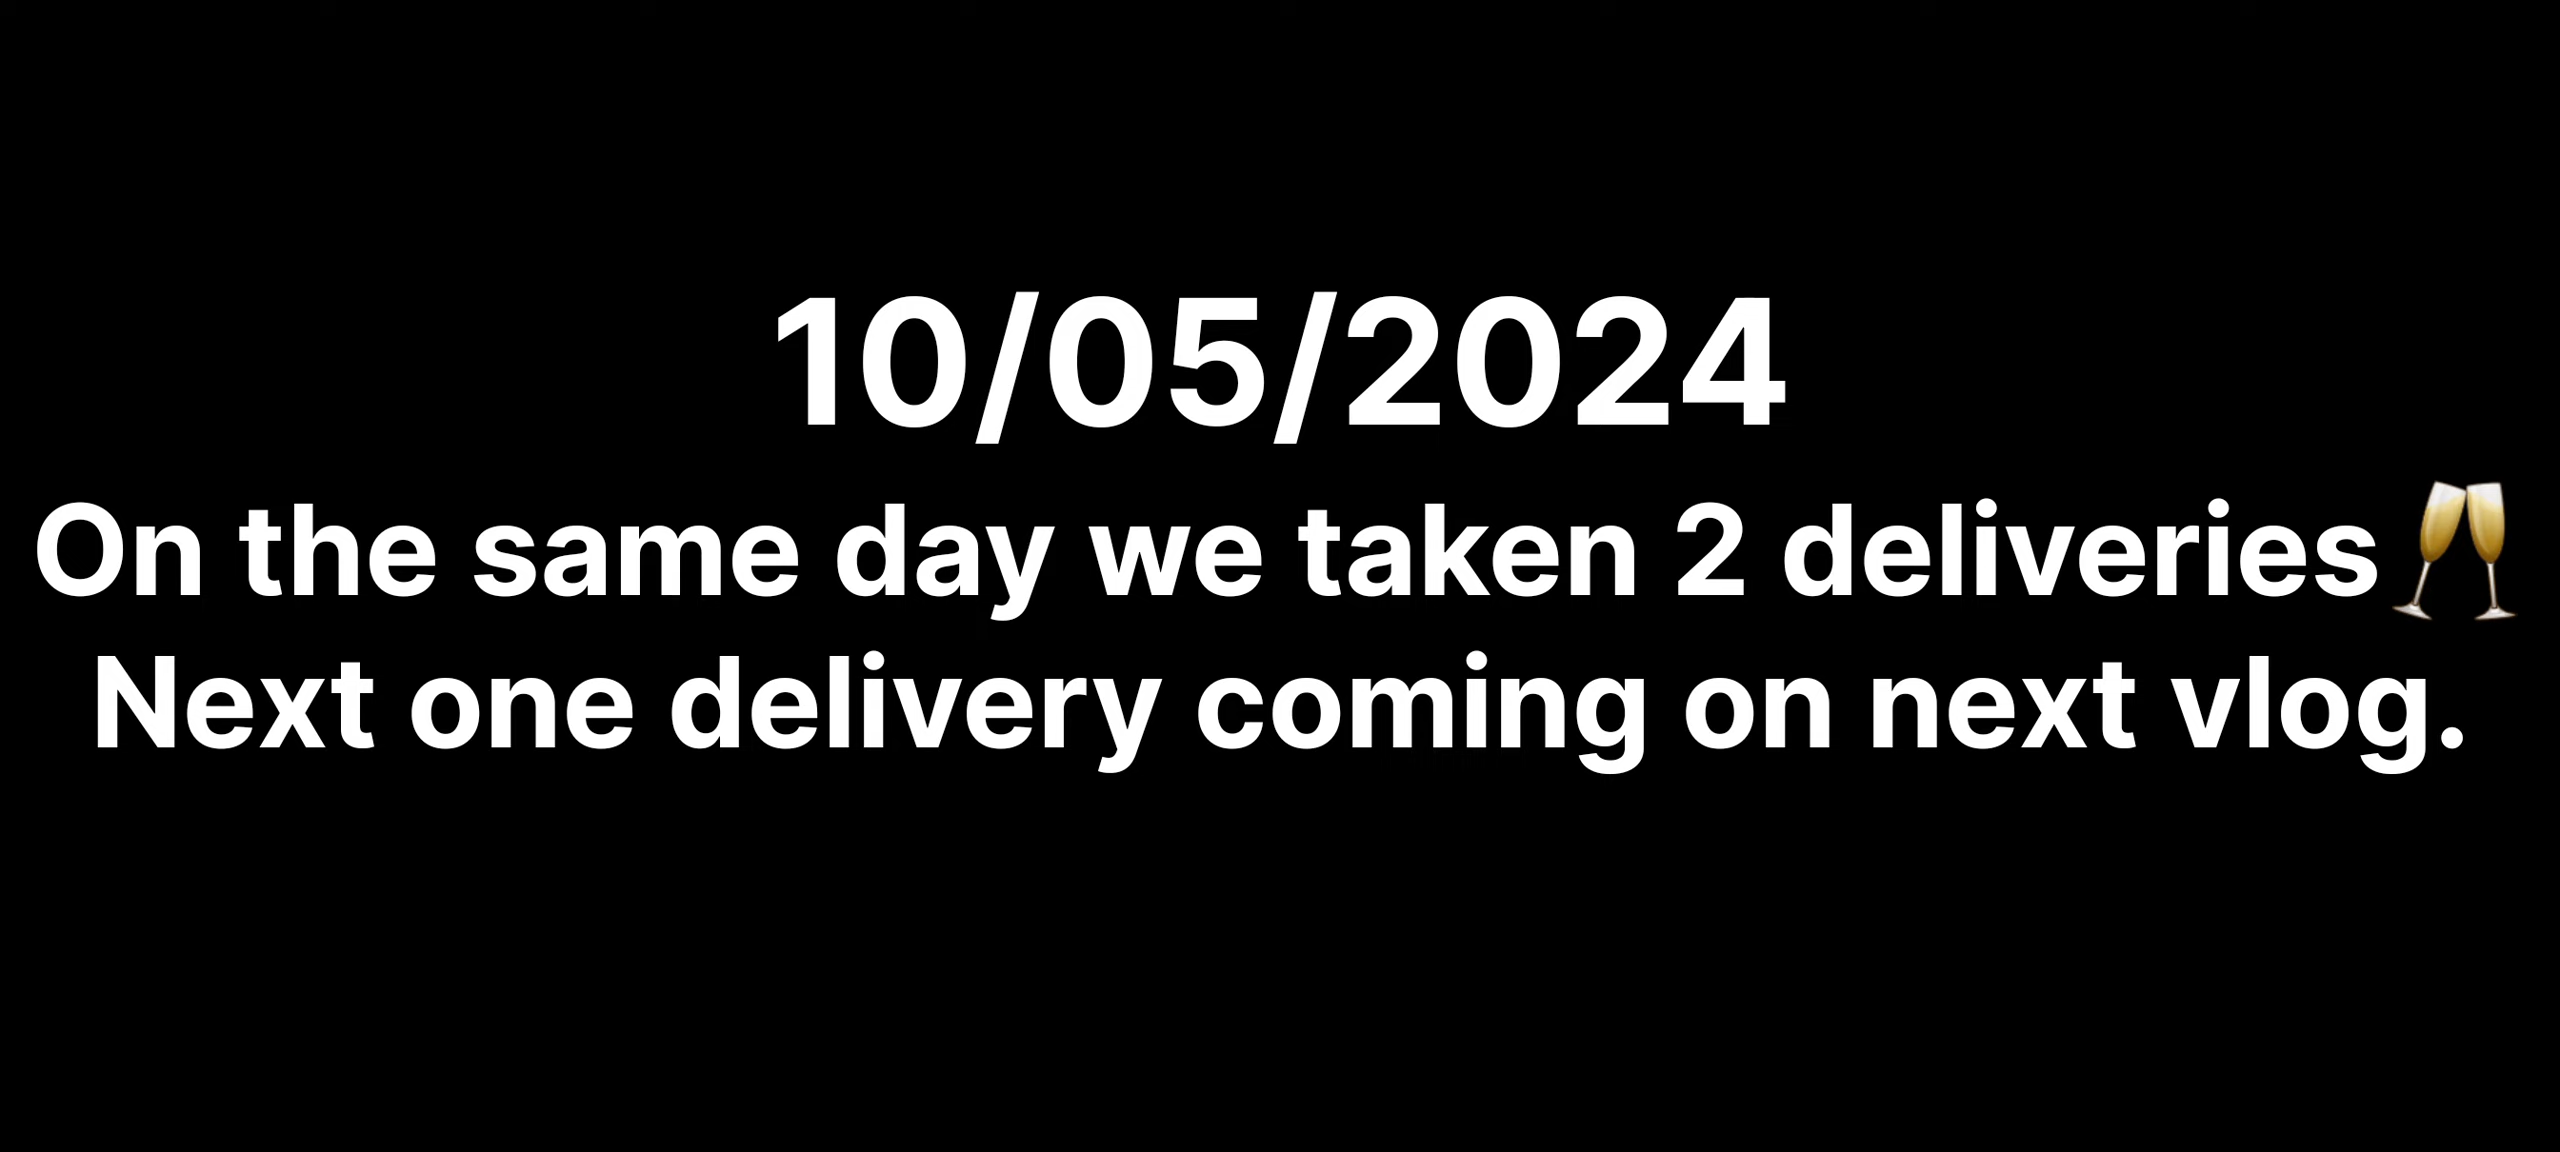 10/05/2024
On the same day we taken 2 deliveries🥂
Next one delivery coming on next vlog.